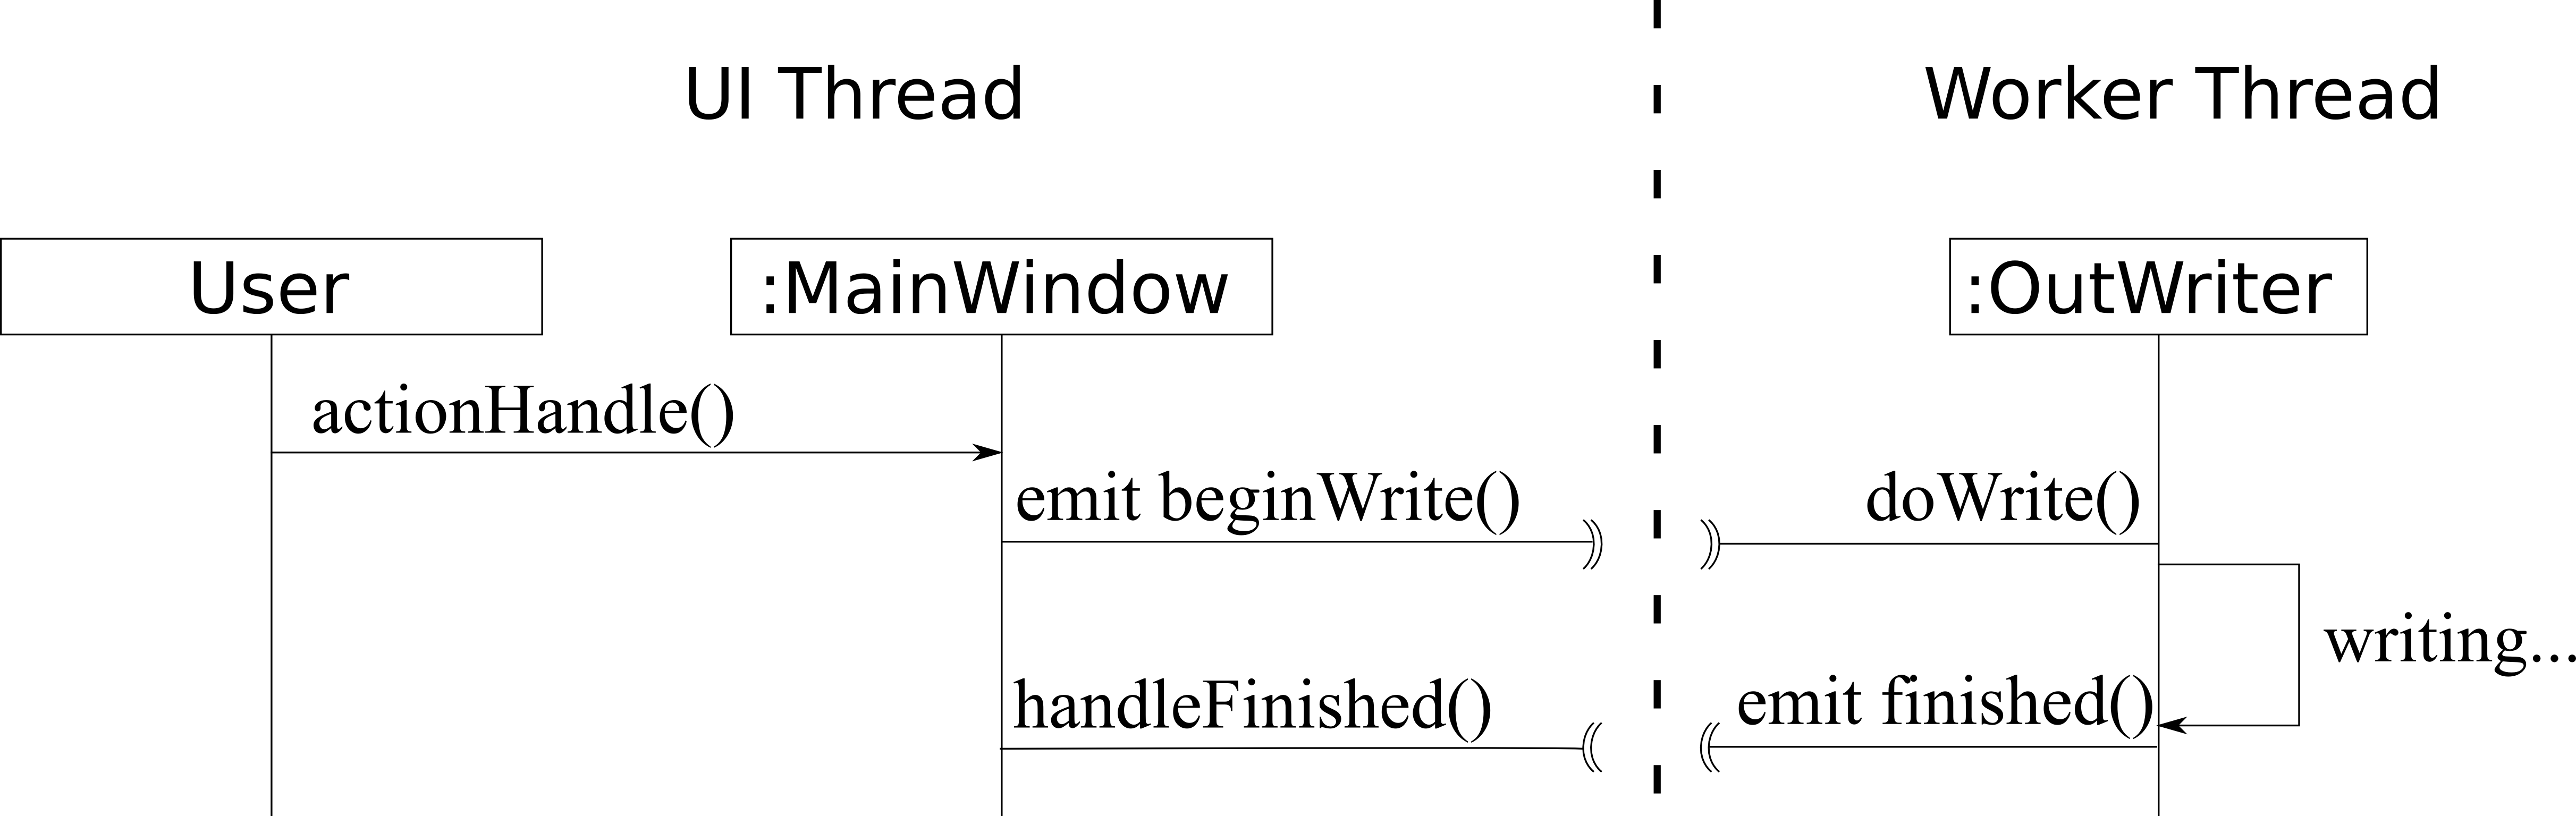 UI Thread
Worker Thread
User
:MainWindow
:OutWriter
actionHandle()
emit beginWrite()
doWrite()
writing...
handleFinished()
emit finished()